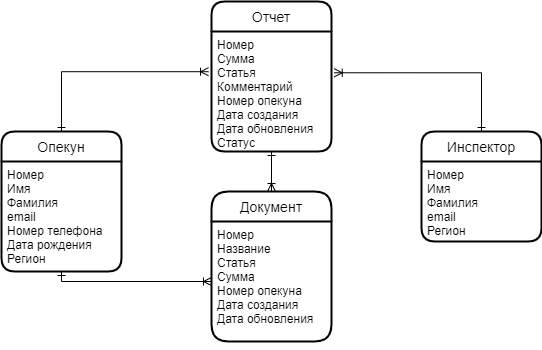 Отчет
Номер
Сумма
Статья
Комментарий
Номер опекуна
Дата создания
Дата обновления
Статус
Опекун
Номер
Имя
Фамилия
email
Номер телефона
Дата рождения
Регион
Инспектор
Номер
Имя
Фамилия
email
Регион
Документ
Номер
Название
Статья
Сумма
Номер опекуна
Дата создания
Дата обновления